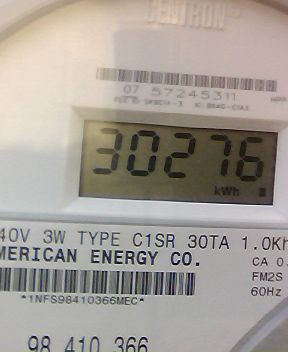 CENTRON®
07 57245311
30276
kWh
40V 3W TYPE C1SR 30TA 1.0Kh
MERICAN ENERGY CO.
CA 0.
FM2S
60Hz
*1NFS98410366MEC*
98 410 366